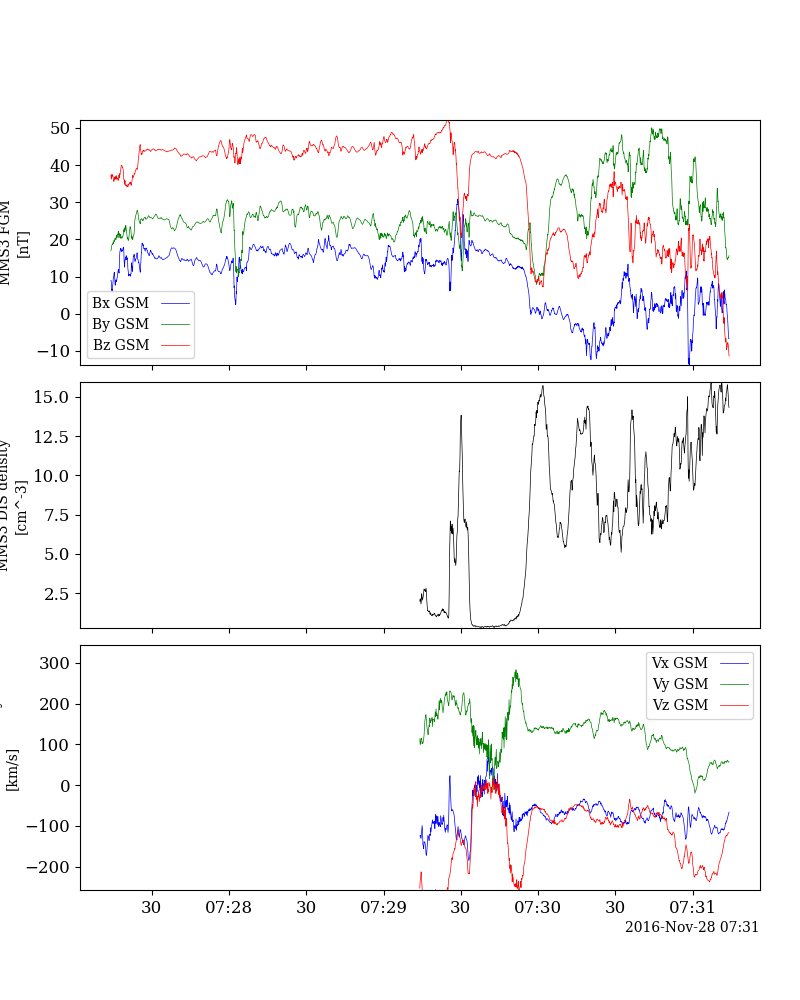 50
40
30
20
10
0
−10
MMS3 FGM
[nT]
Bx GSM
By GSM
Bz GSM
15.0
12.5
10.0
7.5
5.0
2.5
MMS3 DIS density
[cm^-3]
300
200
100
0
−100
−200
[km/s]
Vx GSM
Vy GSM
Vz GSM
30 07:28 30 07:29 30 07:30 30 07:31
2016-Nov-28 07:31